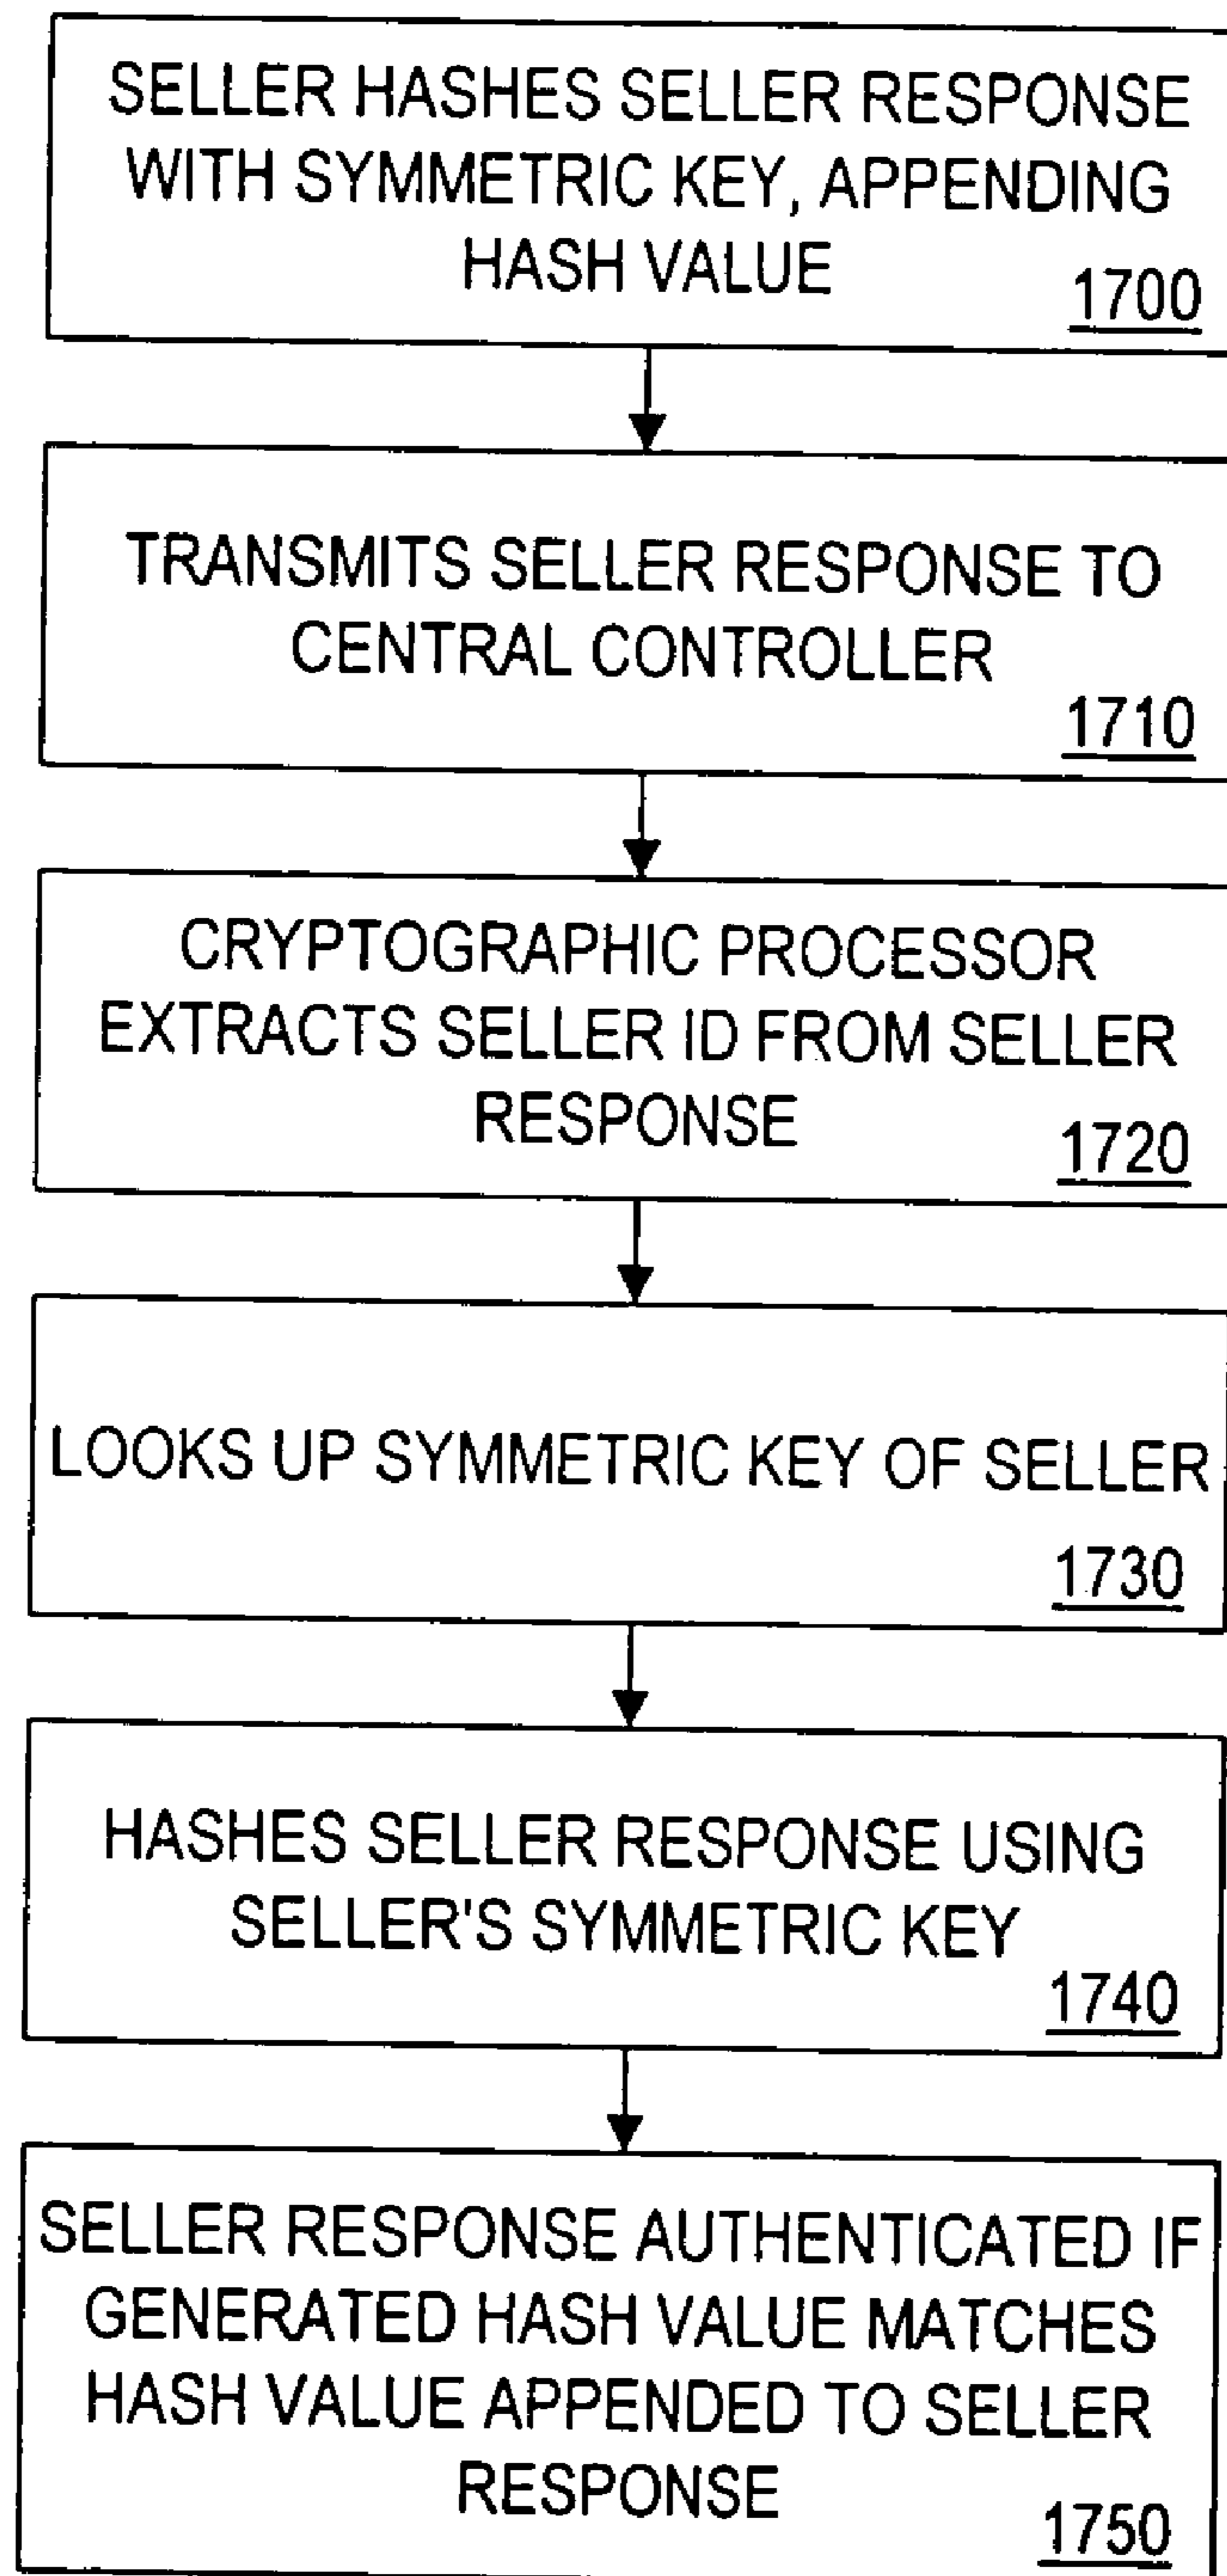 SELLER HASHES SELLER RESPONSE
WITH SYMMETRIC KEY, APPENDING
HASH VALUE
1700
TRANSMITS SELLER RESPONSE TO
CENTRAL CONTROLLER
1710
CRYPTOGRAPHIC PROCESSOR
EXTRACTS SELLER ID FROM SELLER
RESPONSE
1720
LOOKS UP SYMMETRIC KEY OF SELLER
1730
HASHES SELLER RESPONSE USING
SELLER'S SYMMETRIC KEY
1740
SELLER RESPONSE AUTHENTICATED IF
GENERATED HASH VALUE MATCHES
HASH VALUE APPENDED TO SELLER
RESPONSE
1750